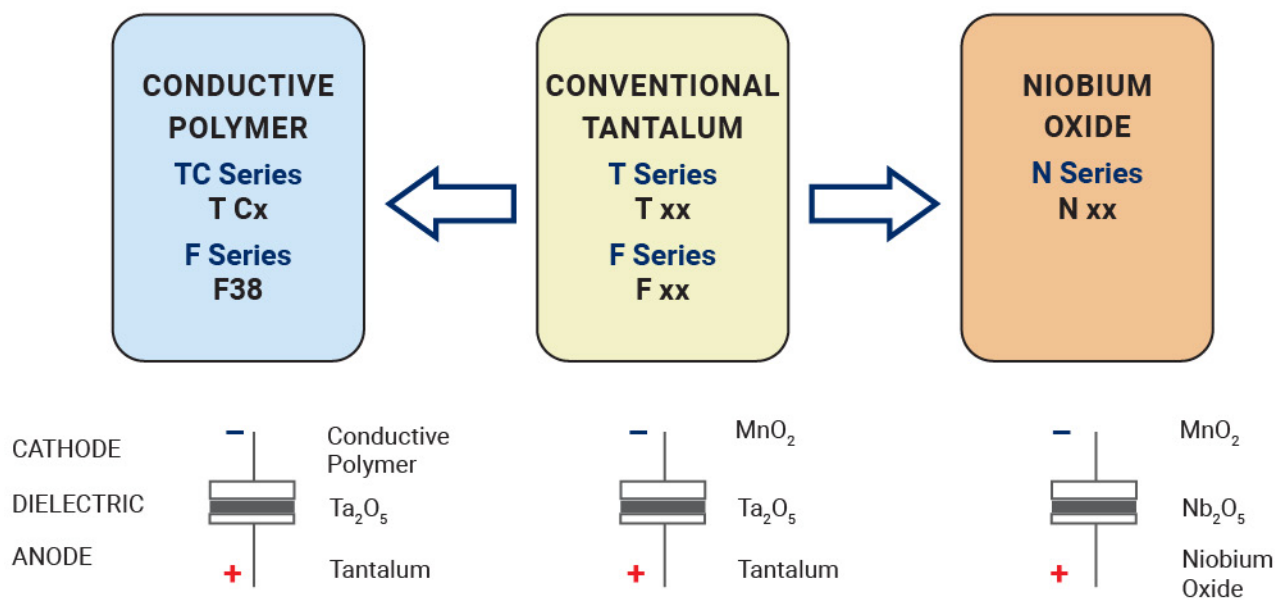 CONDUCTIVE
POLYMER
TC Series
T Cx
F Series
F38
CONVENTIONAL
TANTALUM
T Series
T xx
F Series
F xx
NIOBIUM
OXIDE
N Series
N xx
CATHODE
DIELECTRIC
ANODE
−
Conductive
Polymer
Ta₂O₅
+
Tantalum
−
MnO₂
Ta₂O₅
+
Tantalum
−
MnO₂
Nb₂O₅
+
Niobium
Oxide